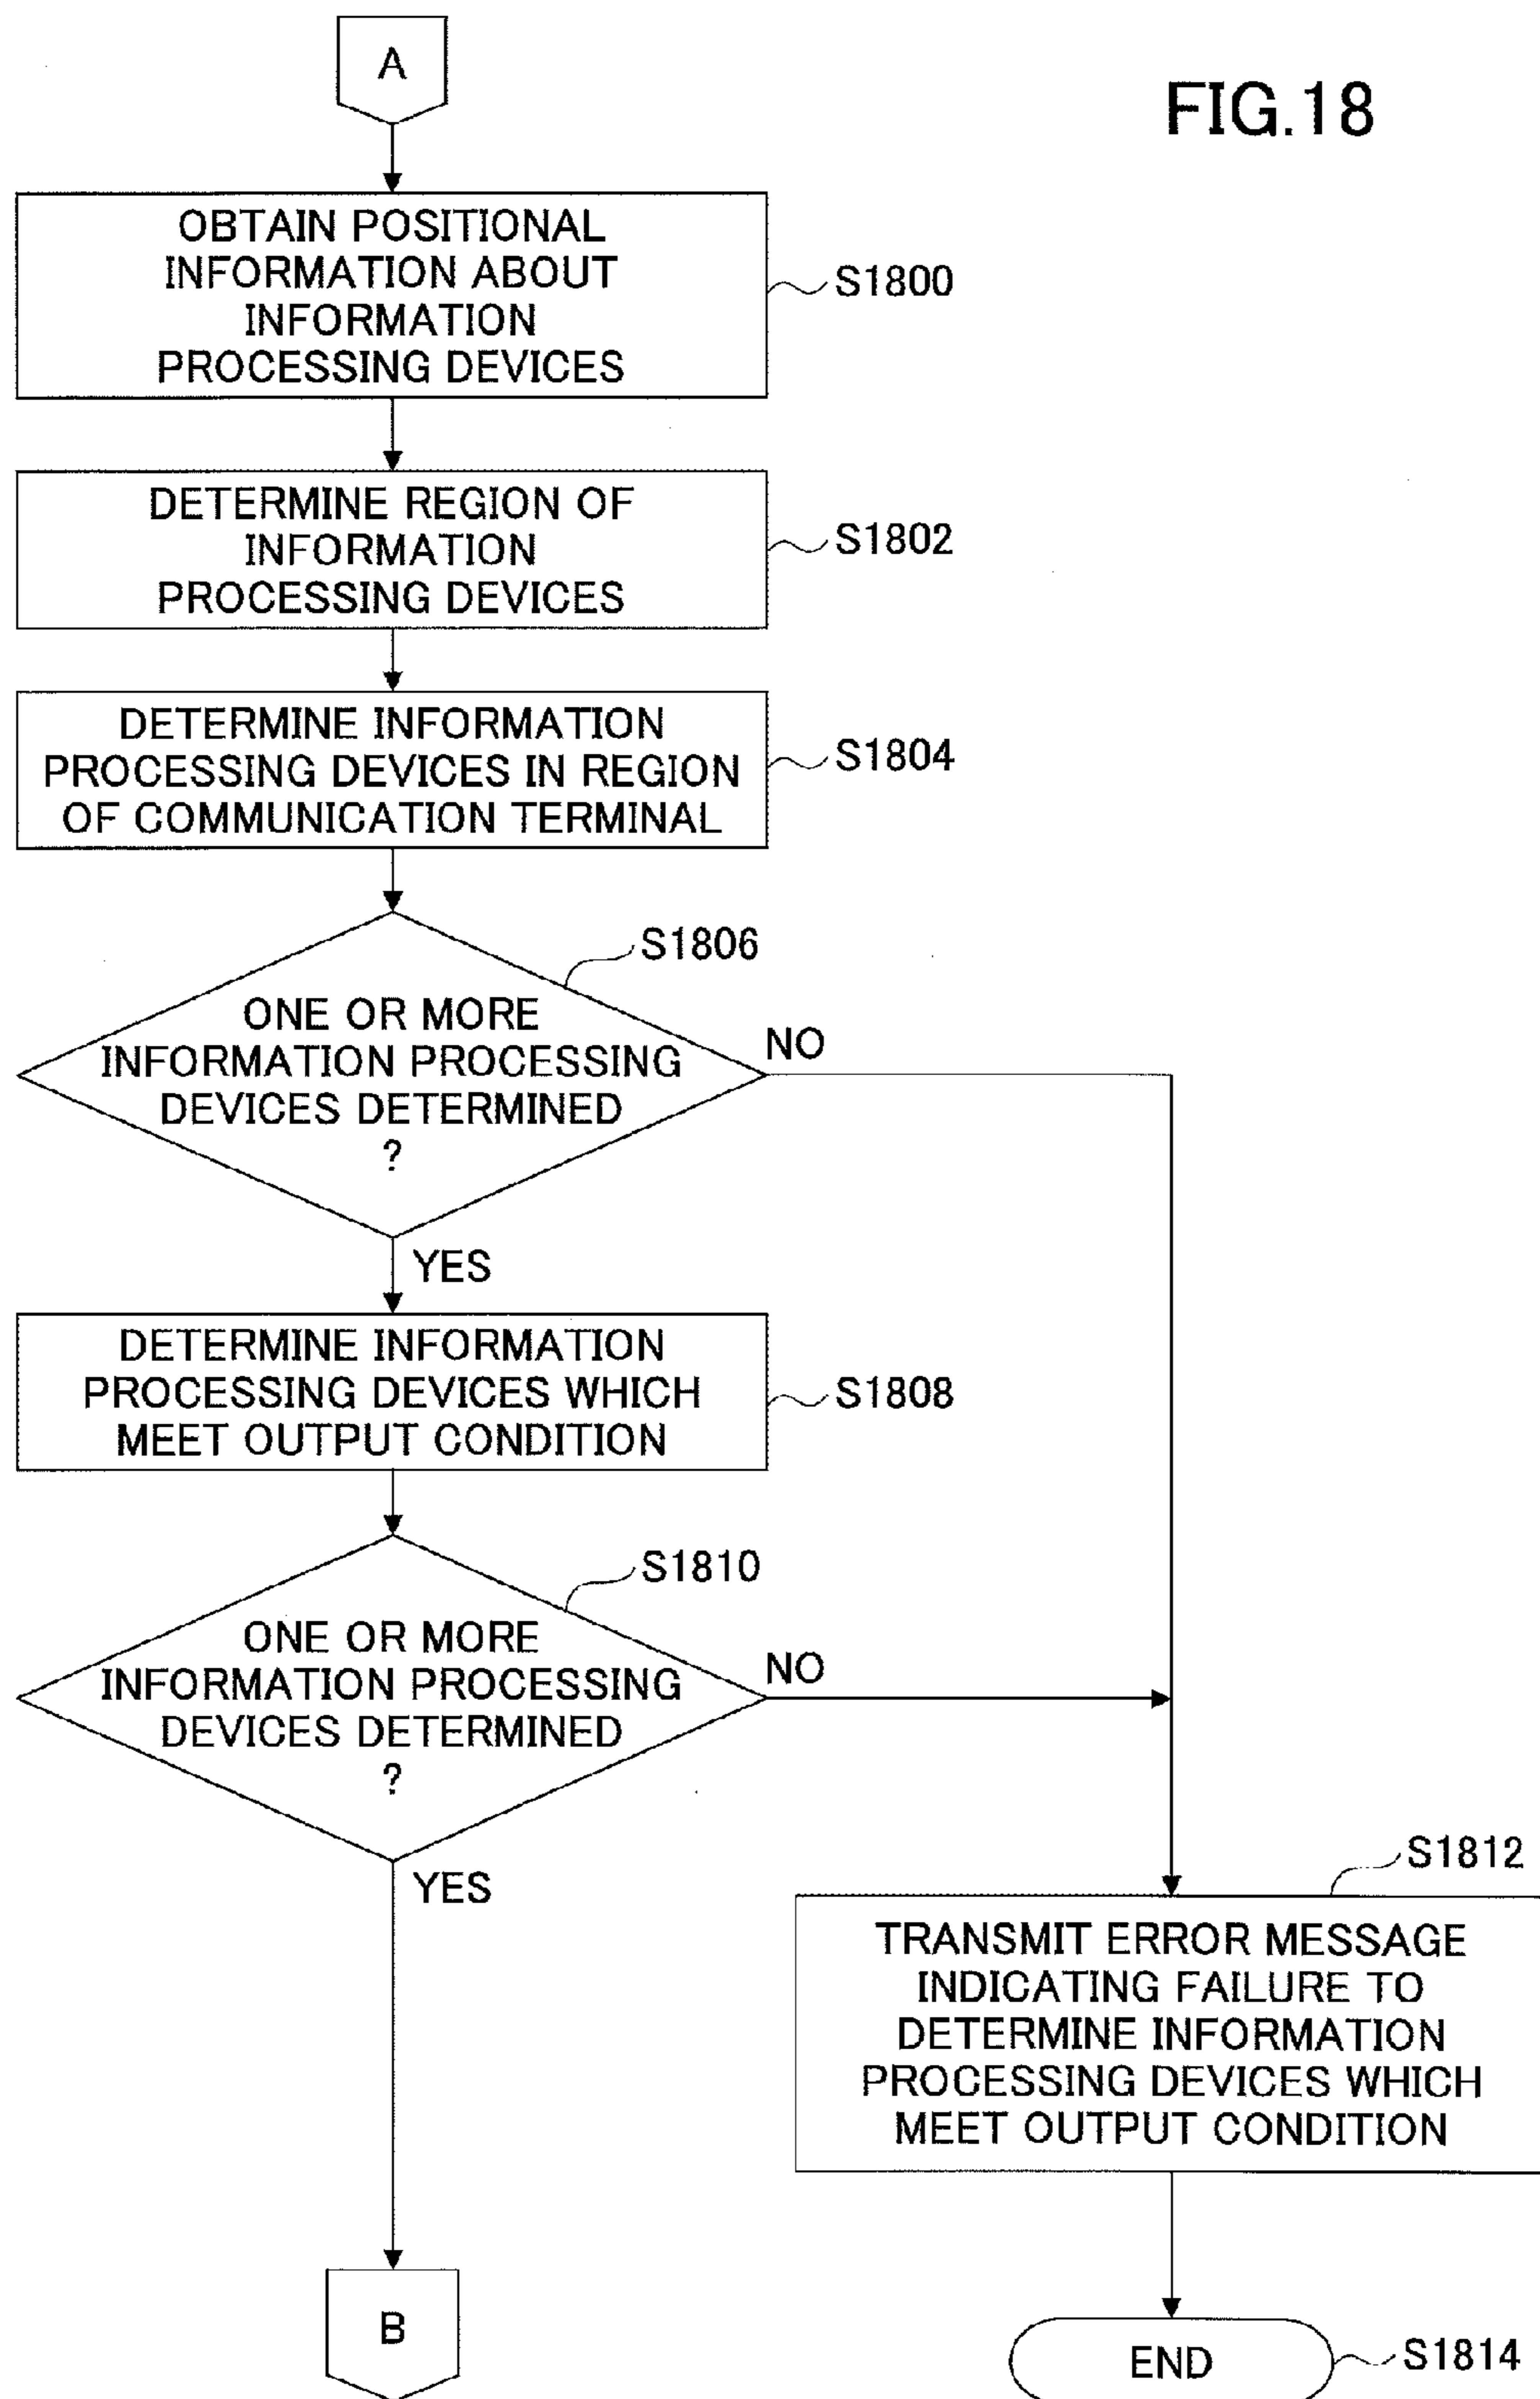 A
FIG.18
OBTAIN POSITIONAL
INFORMATION ABOUT
INFORMATION
PROCESSING DEVICES
S1800
DETERMINE REGION OF
INFORMATION
PROCESSING DEVICES
S1802
DETERMINE INFORMATION
PROCESSING DEVICES IN REGION
OF COMMUNICATION TERMINAL
S1804
S1806
ONE OR MORE
INFORMATION PROCESSING
DEVICES DETERMINED
?
NO
YES
DETERMINE INFORMATION
PROCESSING DEVICES WHICH
MEET OUTPUT CONDITION
S1808
S1810
ONE OR MORE
INFORMATION PROCESSING
DEVICES DETERMINED
?
NO
YES
S1812
TRANSMIT ERROR MESSAGE
INDICATING FAILURE TO
DETERMINE INFORMATION
PROCESSING DEVICES WHICH
MEET OUTPUT CONDITION
B
END
S1814